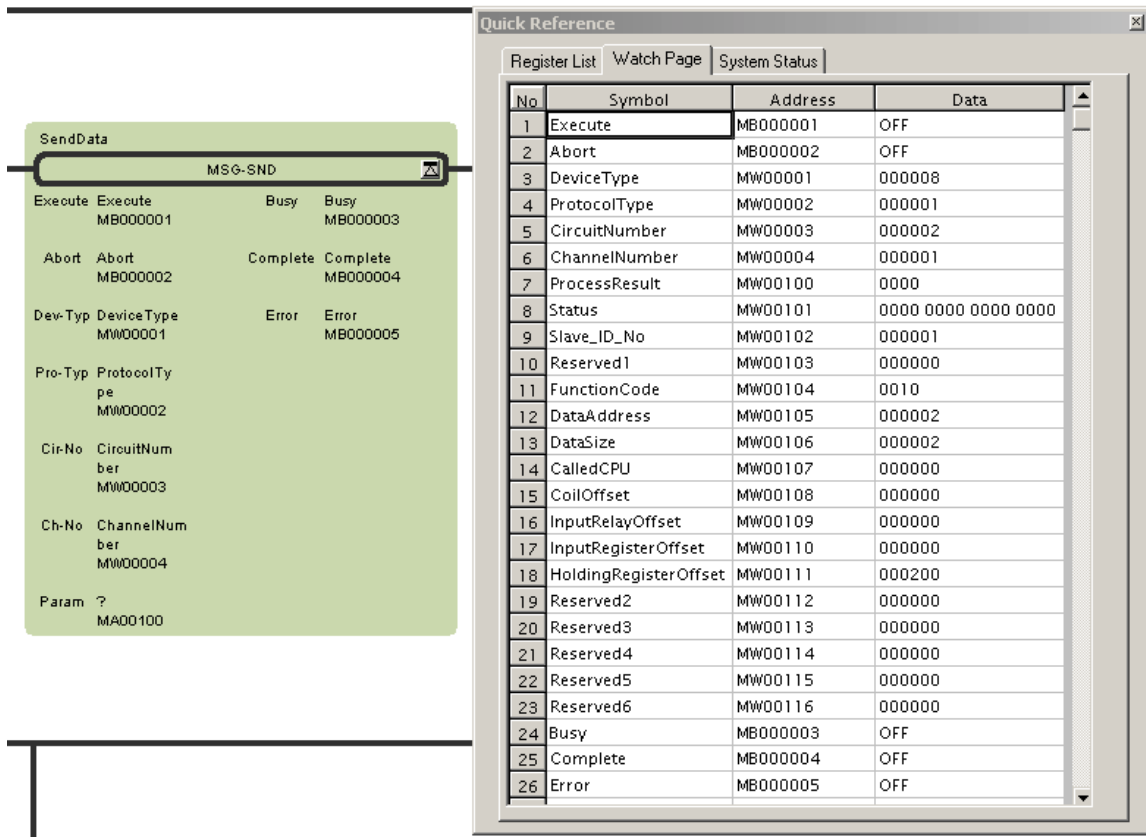 SendData
MSG-SND
Execute Execute Busy Busy
MB000001 MB000003
Abort Abort Complete Complete
MB000002 MB000004
Dev-Typ DeviceType Error Error
MW00001 MB000005
Pro-Typ ProtocolTy
pe
MW00002
Cir-No CircuitNum
ber
MW00003
Ch-No ChannelNum
ber
MW00004
Param ?
MA00100
Quick Reference
Register List Watch Page System Status
No Symbol Address Data
1 Execute MB000001 OFF
2 Abort MB000002 OFF
3 DeviceType MW00001 000008
4 ProtocolType MW00002 000001
5 CircuitNumber MW00003 000002
6 ChannelNumber MW00004 000001
7 ProcessResult MW00100 0000
8 Status MW00101 0000 0000 0000 0000
9 Slave_ID_No MW00102 000001
10 Reserved1 MW00103 000000
11 FunctionCode MW00104 0010
12 DataAddress MW00105 000002
13 DataSize MW00106 000002
14 CalledCPU MW00107 000000
15 CoilOffset MW00108 000000
16 InputRelayOffset MW00109 000000
17 InputRegisterOffset MW00110 000000
18 HoldingRegisterOffset MW00111 000200
19 Reserved2 MW00112 000000
20 Reserved3 MW00113 000000
21 Reserved4 MW00114 000000
22 Reserved5 MW00115 000000
23 Reserved6 MW00116 000000
24 Busy MB000003 OFF
25 Complete MB000004 OFF
26 Error MB000005 OFF